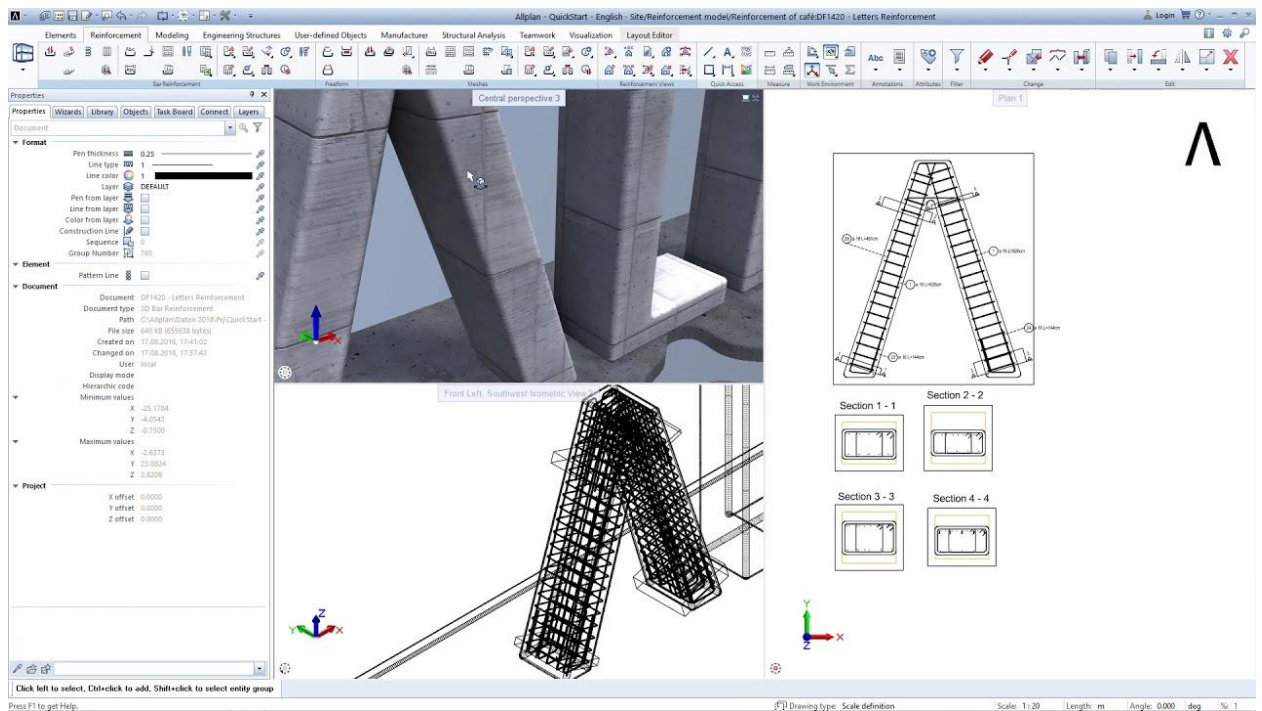 Allplan - QuickStart - English - Site/Reinforcement model/Reinforcement of café:DF1420 - Letters Reinforcement
Login
Elements Reinforcement Modeling Engineering Structures User-defined Objects Manufacturer Structural Analysis Teamwork Visualization Layout Editor
Abc
Bar Reinforcement Freeform Meshes Reinforcement Views Quick Access Measure Work Environment Annotations Attributes Filter Change Edit
Properties
Properties Wizards Library Objects Task Board Connect Layers
Document
Format
Pen thickness 0.25
Line type 1
Line color 1
Layer DEFAULT
Pen from layer
Line from layer
Color from layer
Construction Line
Sequence 0
Group Number 765
Element
Pattern Line
Document
Document DF1420 - Letters Reinforcement
Document type 3D Bar Reinforcement
Path C:\Allplan\Daten 2018\Prj\QuickStart -
File size 640 KB (655638 bytes)
Created on 17.08.2018, 17:41:02
Changed on 17.08.2018, 17:37:42
User local
Display mode
Hierarchic code
Minimum values
X -25.1784
Y -4.0942
Z -0.7500
Maximum values
X -2.6373
Y 23.0824
Z 2.8209
Project
X offset 0.0000
Y offset 0.0000
Z offset 0.0000
Central perspective:3
X
Front Left, Southwest Isometric View
Z
Y X
Plan:1
Section 1 - 1
Section 2 - 2
Section 3 - 3
Section 4 - 4
Y
X
Z
Click left to select, Ctrl+click to add, Shift+click to select entity group
Press F1 to get Help.
Drawing type: Scale definition
Scale: 1:20
Length: m
Angle: 0.000 deg
%: 1